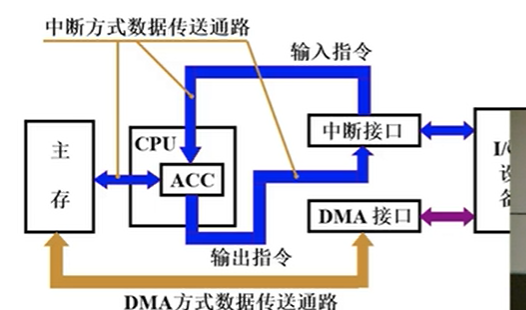 中断方式数据传送通路
输入指令
中断接口
主
存
CPU
ACC
I/
设
备
DMA 接口
输出指令
DMA方式数据传送通路